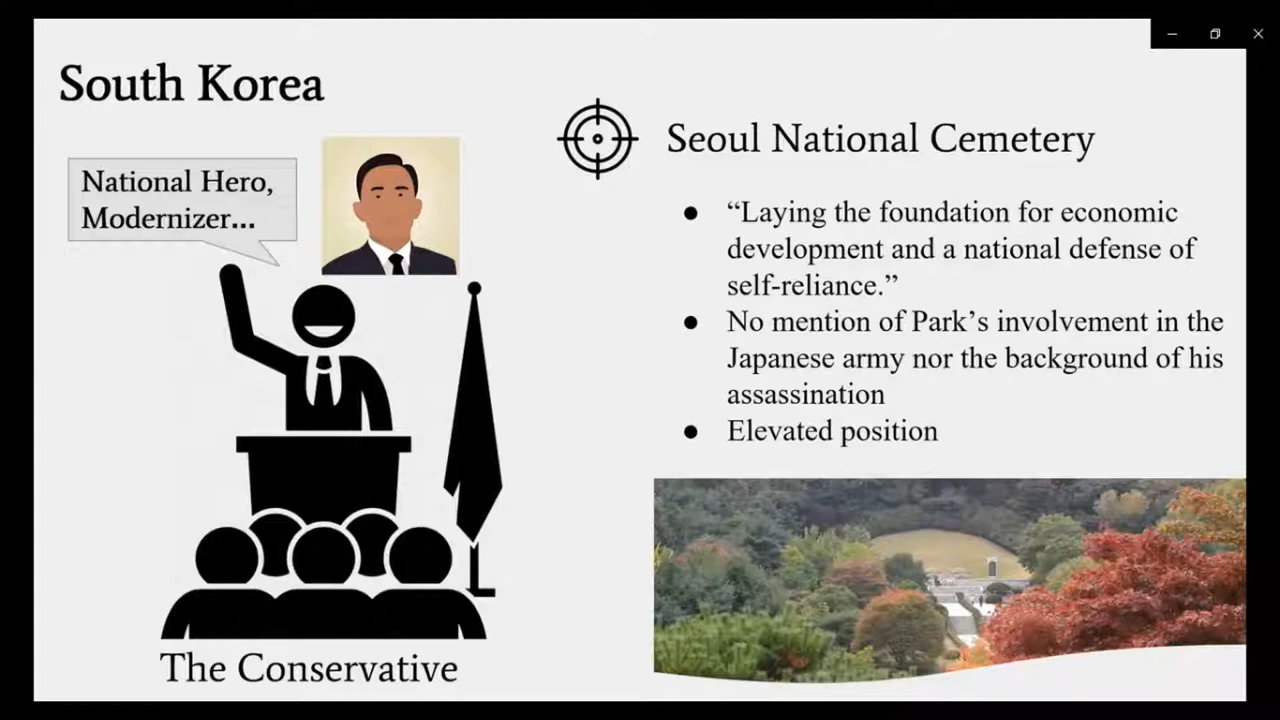 South Korea
National Hero,
Modernizer...
The Conservative
Seoul National Cemetery
● “Laying the foundation for economic
development and a national defense of
self-reliance.”
● No mention of Park’s involvement in the
Japanese army nor the background of his
assassination
● Elevated position